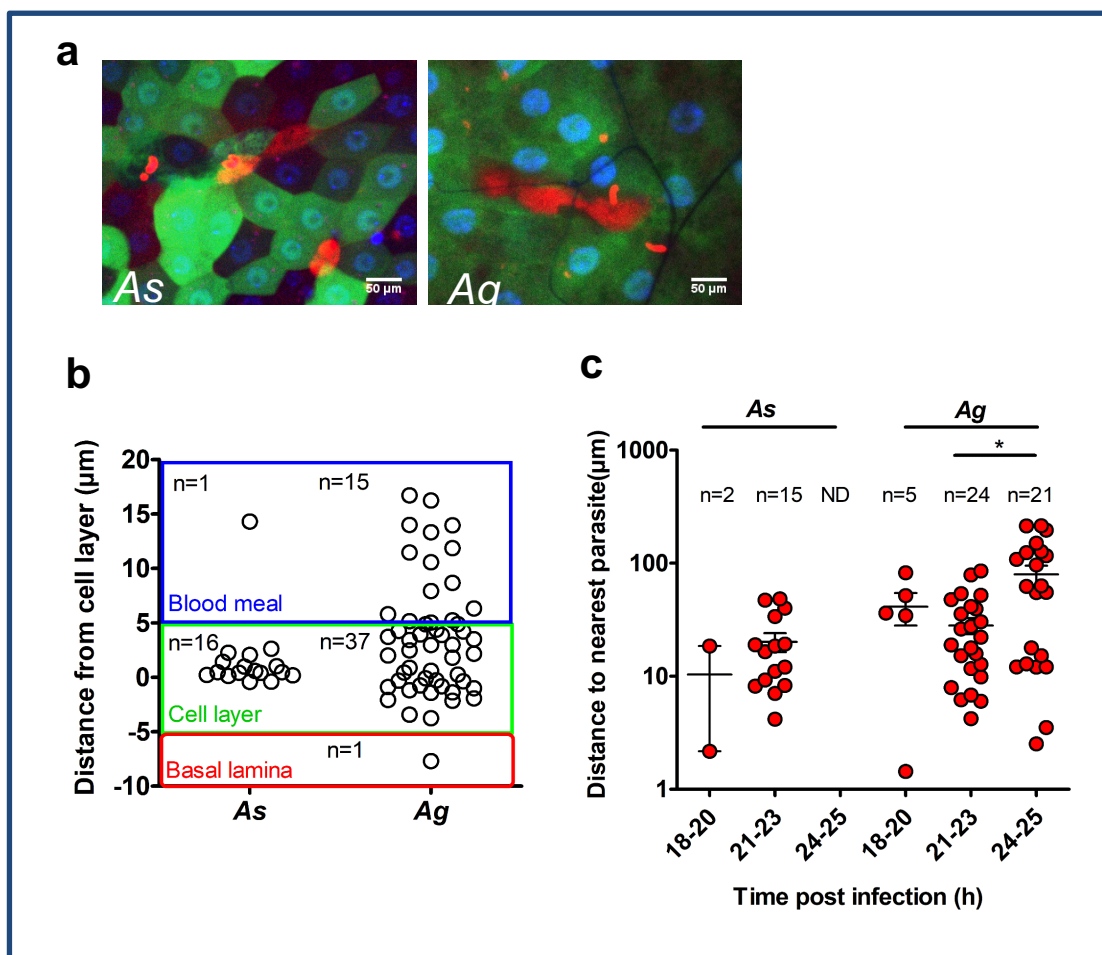 a
As
50 µm
Ag
50 µm
b
Distance from cell layer (µm)
20
15
10
5
0
-5
-10
n=1
n=15
Blood meal
n=16
n=37
Cell layer
n=1
Basal lamina
As
Ag
c
As
Ag
*
Distance to nearest parasite(µm)
1000
100
10
1
n=2
n=15
ND
n=5
n=24
n=21
18-20
21-23
24-25
18-20
21-23
24-25
Time post infection (h)